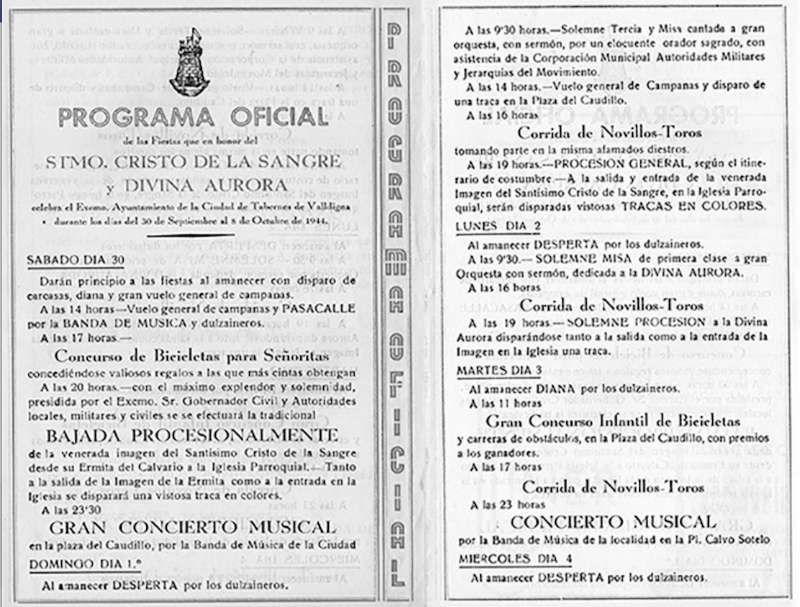 PROGRAMA OFICIAL
de las Fiestas que en honor del
STMO. CRISTO DE LA SANGRE
y DIVINA AURORA
celebra el Excmo. Ayuntamiento de la Ciudad de Tabernes de Valldigna
• durante los días del 30 de Septiembre al 8 de Octubre de 1944.
SABADO DIA 30
Darán principio a las fiestas al amanecer con disparo de
carcasas, diana y gran vuelo general de campanas.
A las 14 horas—Vuelo general de campanas y PASACALLE
por la BANDA DE MUSICA y dulzaineros.
A las 17 horas.—
Concurso de Bicicletas para Señoritas
concediéndose valiosos regalos a las que más cintas obtengan
A las 20 horas.—con el máximo explendor y solemnidad,
presidida por el Excmo. Sr. Gobernador Civil y Autoridades
locales, militares y civiles se se efectuará la tradicional
BAJADA PROCESIONALMENTE
de la venerada imagen del Santísimo Cristo de la Sangre
desde su Ermita del Calvario a la Iglesia Parroquial.—Tanto
a la salida de la Imagen de la Ermita como a la entrada en la
Iglesia se disparará una vistosa traca en colores.
A las 23'30
GRAN CONCIERTO MUSICAL
en la plaza del Caudillo, por la Banda de Música de la Ciudad
DOMINGO DIA 1.º
Al amanecer DESPERTA por los dulzaineros.
PROGRAMA OFICIAL
A las 9'30 horas.—Solemne Tercia y Misa cantada a gran
orquesta, con sermón, por un elocuente orador sagrado, con
asistencia de la Corporación Municipal Autoridades Militares
y Jerarquías del Movimiento.
A las 14 horas.—Vuelo general de Campanas y disparo de
una traca en la Plaza del Caudillo.
A las 16 horas
Corrida de Novillos-Toros
tomando parte en la misma afamados diestros.
A las 19 horas.—PROCESION GENERAL, según el itine-
rario de costumbre.—A la salida y entrada de la venerada
Imagen del Santísimo Cristo de la Sangre, en la Iglesia Parro-
quial, serán disparadas vistosas TRACAS EN COLORES.
LUNES DIA 2
Al amanecer DESPERTA por los dulzaineros.
A las 9'30.— SOLEMNE MISA de primera clase a gran
Orquesta con sermón, dedicada a la DIVINA AURORA.
A las 16 horas
Corrida de Novillos-Toros
A las 19 horas—SOLEMNE PROCESION a la Divina
Aurora disparándose tanto a la salida como a la entrada de la
Imagen en la Iglesia una traca.
MARTES DIA 3
Al amanecer DIANA por los dulzaineros.
A las 11 horas
Gran Concurso Infantil de Bicicletas
y carreras de obstáculos, en la Plaza del Caudillo, con premios
a los ganadores.
A las 17 horas
Corrida de Novillos-Toros
A las 23 horas
CONCIERTO MUSICAL
por la Banda de Música de la localidad en la Pl. Calvo Sotelo
MIERCOLES DIA 4
Al amanecer DESPERTA por los dulzaineros.